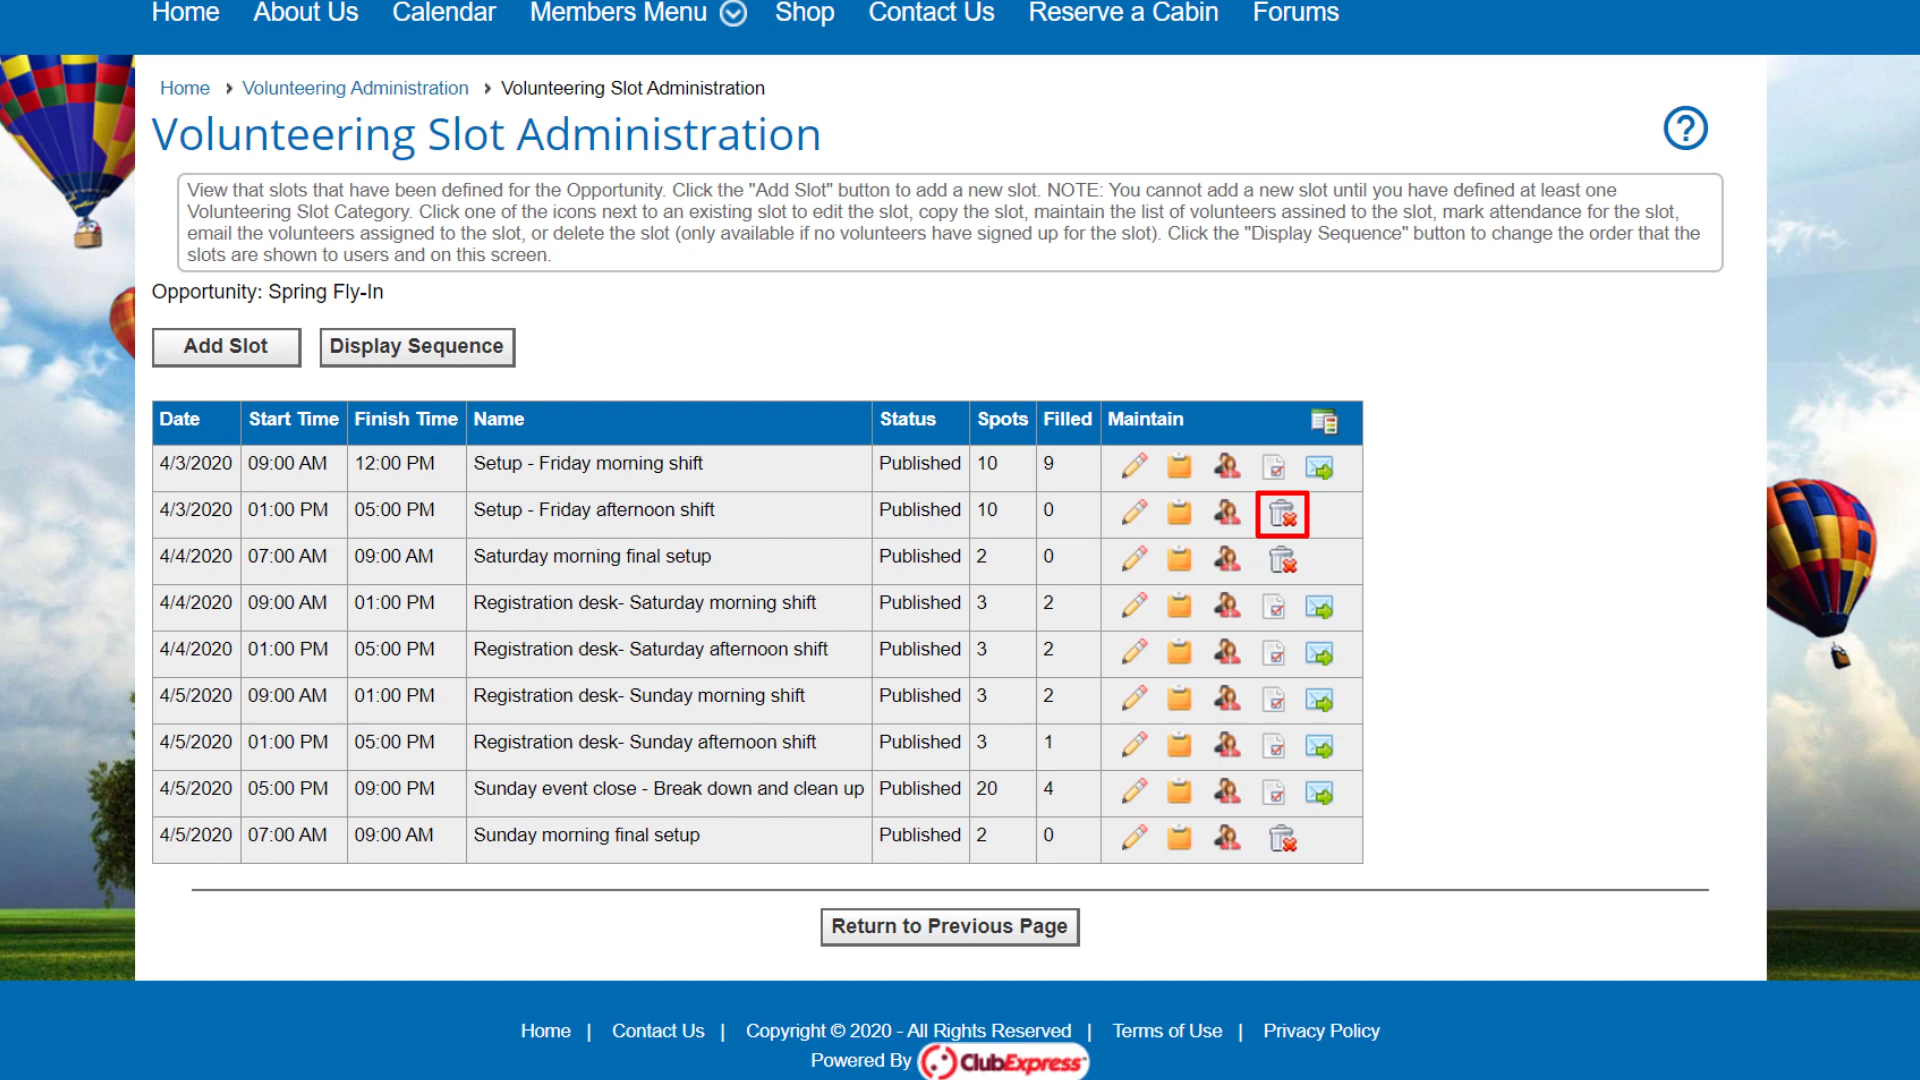 Home About Us Calendar Members Menu Shop Contact Us Reserve a Cabin Forums
Home › Volunteering Administration › Volunteering Slot Administration
Volunteering Slot Administration
View that slots that have been defined for the Opportunity. Click the "Add Slot" button to add a new slot. NOTE: You cannot add a new slot until you have defined at least one
Volunteering Slot Category. Click one of the icons next to an existing slot to edit the slot, copy the slot, maintain the list of volunteers assined to the slot, mark attendance for the slot,
email the volunteers assigned to the slot, or delete the slot (only available if no volunteers have signed up for the slot). Click the "Display Sequence" button to change the order that the
slots are shown to users and on this screen.
Opportunity: Spring Fly-In
Add Slot Display Sequence
Date Start Time Finish Time Name Status Spots Filled Maintain
4/3/2020 09:00 AM 12:00 PM Setup - Friday morning shift Published 10 9
4/3/2020 01:00 PM 05:00 PM Setup - Friday afternoon shift Published 10 0
4/4/2020 07:00 AM 09:00 AM Saturday morning final setup Published 2 0
4/4/2020 09:00 AM 01:00 PM Registration desk- Saturday morning shift Published 3 2
4/4/2020 01:00 PM 05:00 PM Registration desk- Saturday afternoon shift Published 3 2
4/5/2020 09:00 AM 01:00 PM Registration desk- Sunday morning shift Published 3 2
4/5/2020 01:00 PM 05:00 PM Registration desk- Sunday afternoon shift Published 3 1
4/5/2020 05:00 PM 09:00 PM Sunday event close - Break down and clean up Published 20 4
4/5/2020 07:00 AM 09:00 AM Sunday morning final setup Published 2 0
Return to Previous Page
Home | Contact Us | Copyright © 2020 - All Rights Reserved | Terms of Use | Privacy Policy
Powered By ClubExpress